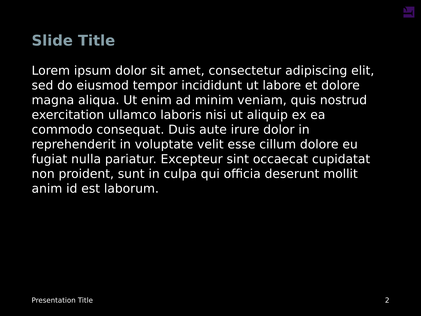 Slide Title
Lorem ipsum dolor sit amet, consectetur adipiscing elit,
sed do eiusmod tempor incididunt ut labore et dolore
magna aliqua. Ut enim ad minim veniam, quis nostrud
exercitation ullamco laboris nisi ut aliquip ex ea
commodo consequat. Duis aute irure dolor in
reprehenderit in voluptate velit esse cillum dolore eu
fugiat nulla pariatur. Excepteur sint occaecat cupidatat
non proident, sunt in culpa qui officia deserunt mollit
anim id est laborum.
Presentation Title
2